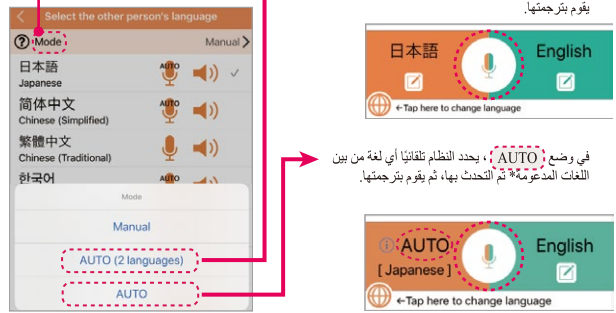 Select the other person's language
? Mode
Manual
日本語
Japanese
AUTO
简体中文
Chinese (Simplified)
AUTO
繁體中文
Chinese (Traditional)
한국어
AUTO
Mode
Manual
AUTO (2 languages)
AUTO
يقوم بترجمتها.
日本語
English
←Tap here to change language
في وضع AUTO ، يحدد النظام تلقائيًا أي لغة من بين
اللغات المدعومة* تم التحدث بها، ثم يقوم بترجمتها.
AUTO
[ Japanese ]
English
←Tap here to change language